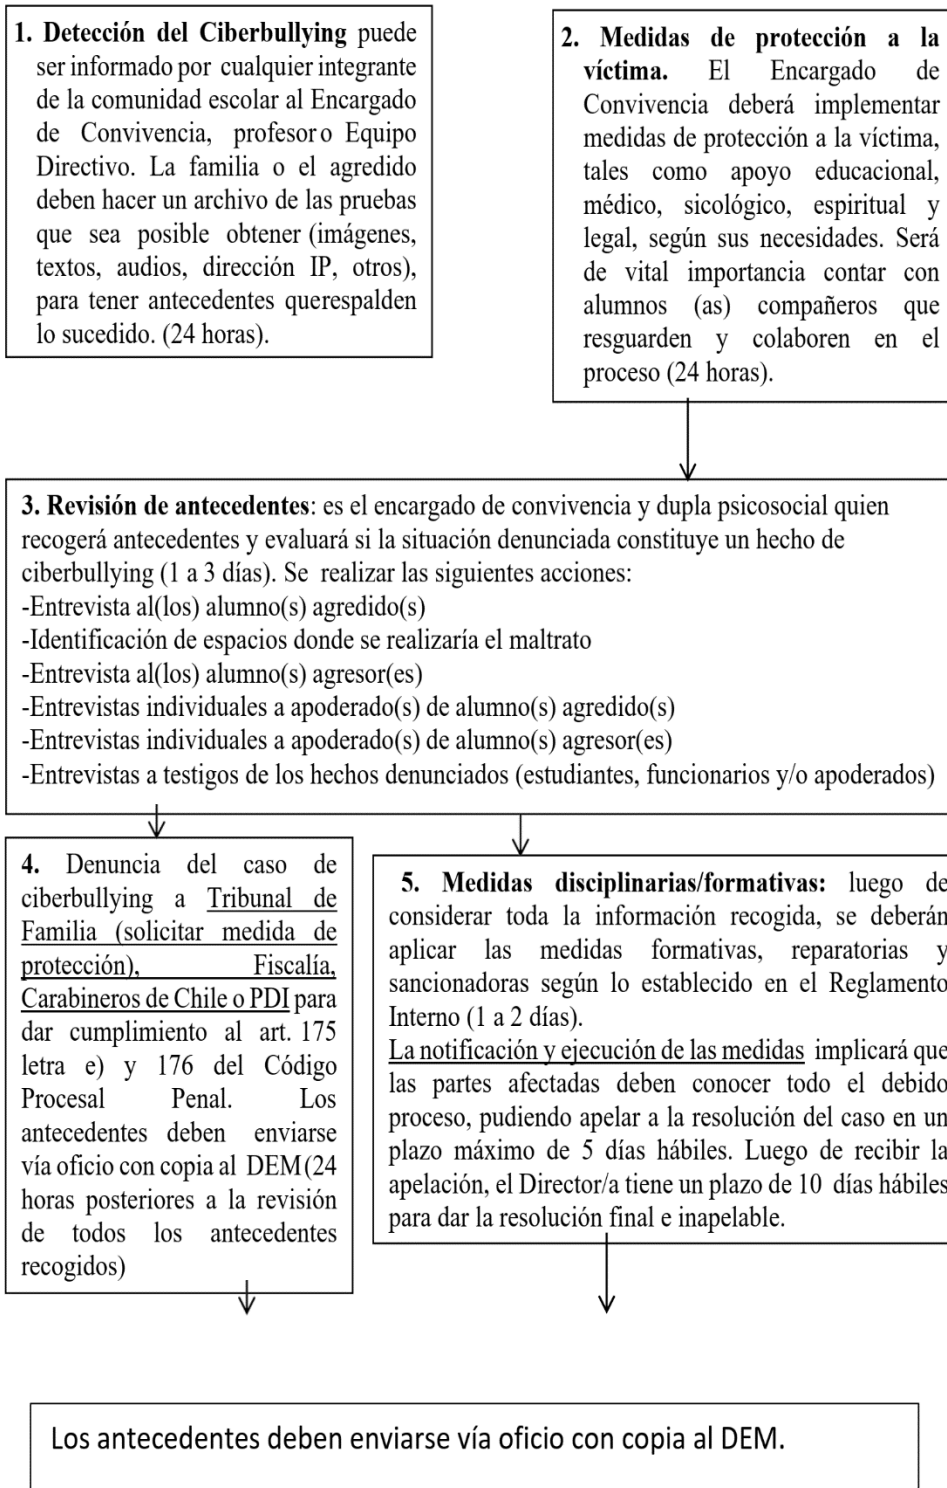 1. Detección del Ciberbullying puede
ser informado por cualquier integrante
de la comunidad escolar al Encargado
de Convivencia, profesor o Equipo
Directivo. La familia o el agredido
deben hacer un archivo de las pruebas
que sea posible obtener (imágenes,
textos, audios, dirección IP, otros),
para tener antecedentes querespalden
lo sucedido. (24 horas).
2. Medidas de protección a la
víctima. El Encargado de
Convivencia deberá implementar
medidas de protección a la víctima,
tales como apoyo educacional,
médico, sicológico, espiritual y
legal, según sus necesidades. Será
de vital importancia contar con
alumnos (as) compañeros que
resguarden y colaboren en el
proceso (24 horas).
3. Revisión de antecedentes: es el encargado de convivencia y dupla psicosocial quien
recogerá antecedentes y evaluará si la situación denunciada constituye un hecho de
ciberbullying (1 a 3 días). Se realizar las siguientes acciones:
-Entrevista al(los) alumno(s) agredido(s)
-Identificación de espacios donde se realizaría el maltrato
-Entrevista al(los) alumno(s) agresor(es)
-Entrevistas individuales a apoderado(s) de alumno(s) agredido(s)
-Entrevistas individuales a apoderado(s) de alumno(s) agresor(es)
-Entrevistas a testigos de los hechos denunciados (estudiantes, funcionarios y/o apoderados)
4. Denuncia del caso de
ciberbullying a Tribunal de
Familia (solicitar medida de
protección), Fiscalía,
Carabineros de Chile o PDI para
dar cumplimiento al art. 175
letra e) y 176 del Código
Procesal Penal. Los
antecedentes deben enviarse
vía oficio con copia al DEM (24
horas posteriores a la revisión
de todos los antecedentes
recogidos)
5. Medidas disciplinarias/formativas: luego de
considerar toda la información recogida, se deberán
aplicar las medidas formativas, reparatorias y
sancionadoras según lo establecido en el Reglamento
Interno (1 a 2 días).
La notificación y ejecución de las medidas implicará que
las partes afectadas deben conocer todo el debido
proceso, pudiendo apelar a la resolución del caso en un
plazo máximo de 5 días hábiles. Luego de recibir la
apelación, el Director/a tiene un plazo de 10 días hábiles
para dar la resolución final e inapelable.
Los antecedentes deben enviarse vía oficio con copia al DEM.